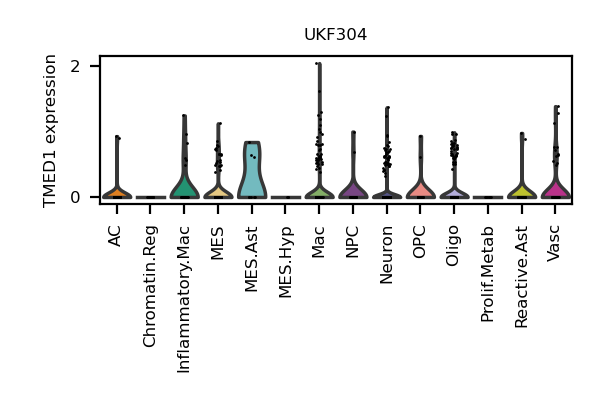 UKF304
TMED1 expression
2
0
AC
Chromatin.Reg
Inflammatory.Mac
MES
MES.Ast
MES.Hyp
Mac
NPC
Neuron
OPC
Oligo
Prolif.Metab
Reactive.Ast
Vasc